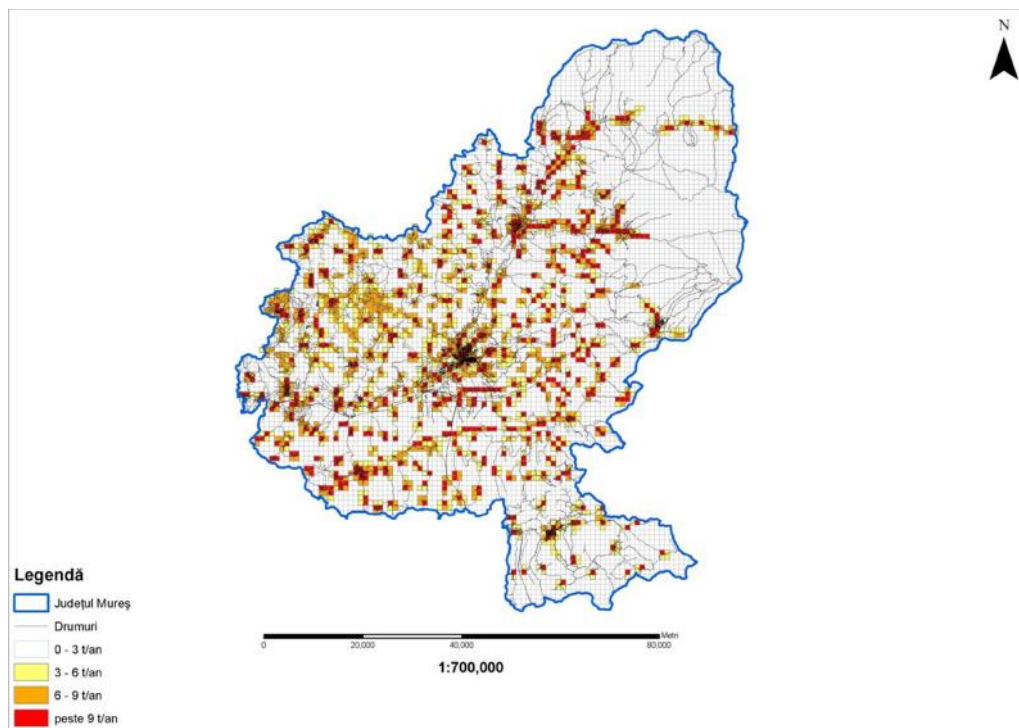 N
Legendă
Județul Mureş
Drumuri
0 - 3 t/an
3 - 6 t/an
6 - 9 t/an
peste 9 t/an
Metri
0 20,000 40,000 80,000
1:700,000